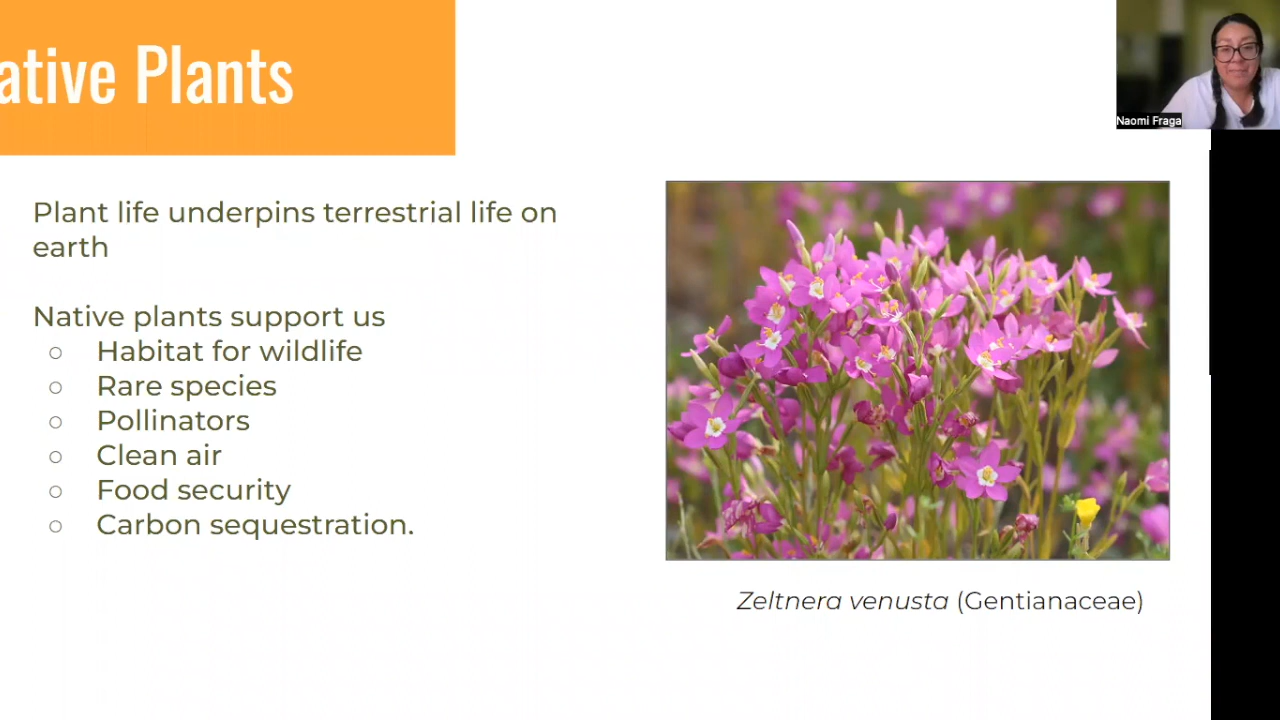 ative Plants
Naomi Fraga
Plant life underpins terrestrial life on
earth
Native plants support us
○ Habitat for wildlife
○ Rare species
○ Pollinators
○ Clean air
○ Food security
○ Carbon sequestration.
Zeltnera venusta (Gentianaceae)